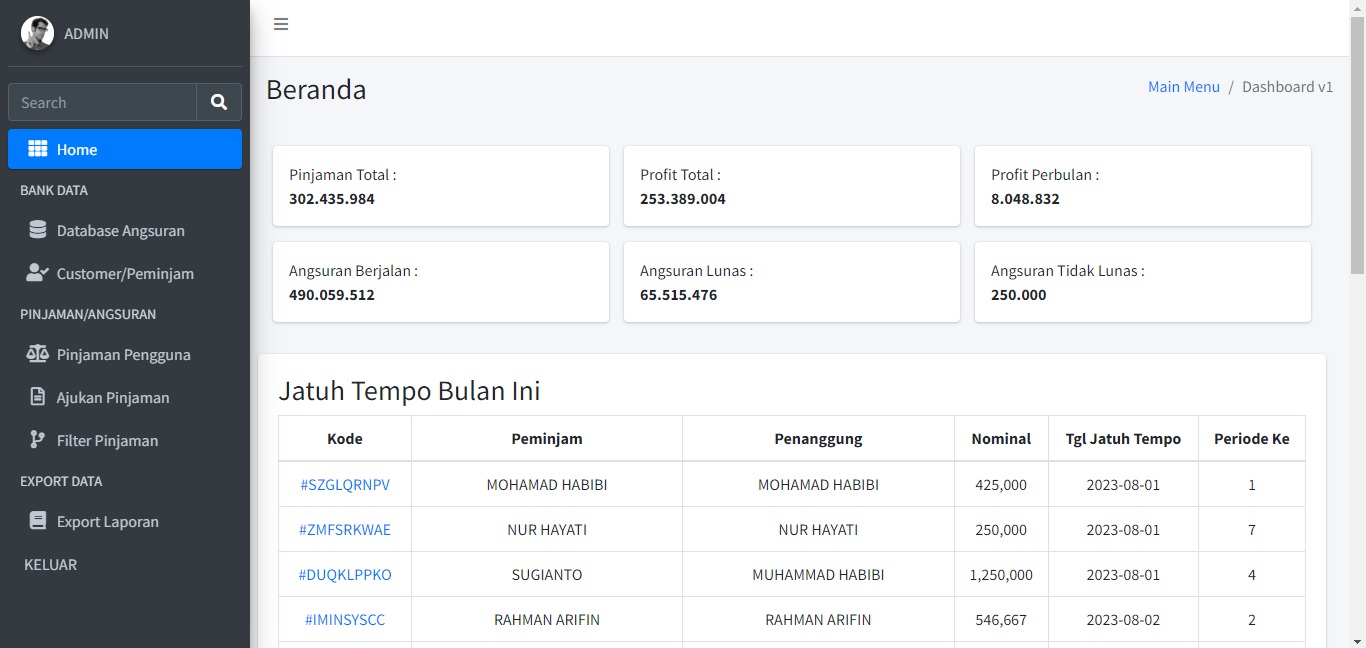 ADMIN
Search
Home
BANK DATA
Database Angsuran
Customer/Peminjam
PINJAMAN/ANGSURAN
Pinjaman Pengguna
Ajukan Pinjaman
Filter Pinjaman
EXPORT DATA
Export Laporan
KELUAR
Beranda
Main Menu / Dashboard v1
Pinjaman Total :
302.435.984
Profit Total :
253.389.004
Profit Perbulan :
8.048.832
Angsuran Berjalan :
490.059.512
Angsuran Lunas :
65.515.476
Angsuran Tidak Lunas :
250.000
Jatuh Tempo Bulan Ini
Kode Peminjam Penanggung Nominal Tgl Jatuh Tempo Periode Ke
#SZGLQRNPV MOHAMAD HABIBI MOHAMAD HABIBI 425,000 2023-08-01 1
#ZMFSRKWAE NUR HAYATI NUR HAYATI 250,000 2023-08-01 7
#DUQKLPPKO SUGIANTO MUHAMMAD HABIBI 1,250,000 2023-08-01 4
#IMINSYSCC RAHMAN ARIFIN RAHMAN ARIFIN 546,667 2023-08-02 2